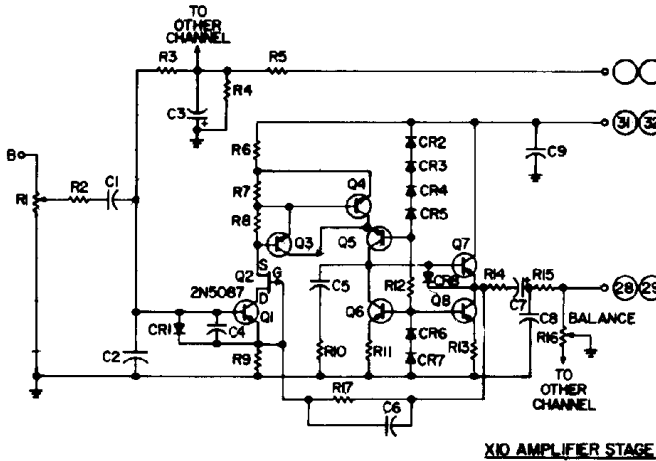 TO
OTHER
CHANNEL
R3
R5
R4
C3
+
31
32
B
R6
CR2
C9
CR3
R7
Q4
CR4
R1
R2
C1
R8
CR5
Q3
Q5
Q7
S
Q2
G
CR8
R14
+
R15
28
29
2N5087
D
C5
R12
Q8
C7
Q1
Q6
C8
BALANCE
CR1
C4
CR6
R16
C2
R9
R10
R11
CR7
R13
R17
TO
OTHER
CHANNEL
C6
X10 AMPLIFIER STAGE